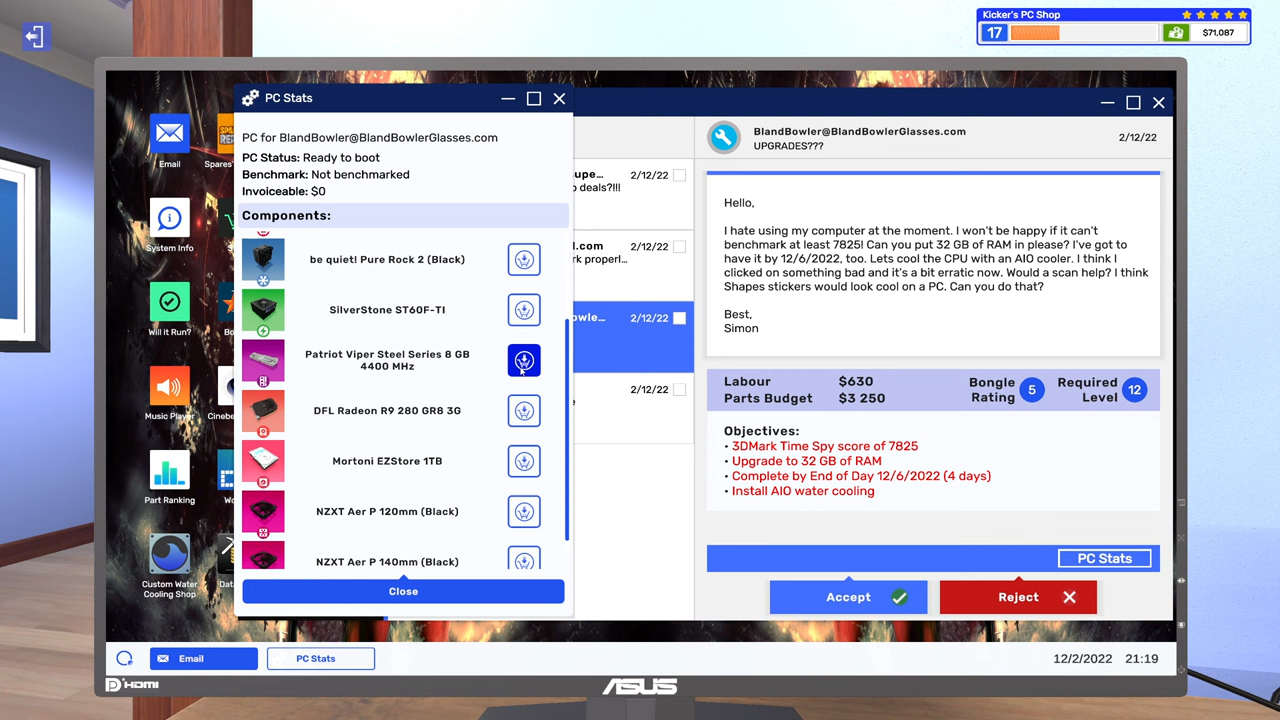 Kicker's PC Shop
17
$71,087
PC Stats
PC for BlandBowler@BlandBowlerGlasses.com
PC Status: Ready to boot
Benchmark: Not benchmarked
Invoiceable: $0
Components:
be quiet! Pure Rock 2 (Black)
SilverStone ST60F-TI
Patriot Viper Steel Series 8 GB
4400 MHz
DFL Radeon R9 280 GR8 3G
Mortoni EZStore 1TB
NZXT Aer P 120mm (Black)
NZXT Aer P 140mm (Black)
Close
Email
System Info
Will it Run?
Music Player
Part Ranking
Custom Water
Cooling Shop
Spares'
Cineb
2/12/22
deals?!!!
l.com
2/12/22
rk properl...
owle...
2/12/22
2/12/22
BlandBowler@BlandBowlerGlasses.com
UPGRADES???
2/12/22
Hello,
I hate using my computer at the moment. I won't be happy if it can't
benchmark at least 7825! Can you put 32 GB of RAM in please? I've got to
have it by 12/6/2022, too. Lets cool the CPU with an AIO cooler. I think I
clicked on something bad and it's a bit erratic now. Would a scan help? I think
Shapes stickers would look cool on a PC. Can you do that?
Best,
Simon
Labour $630
Parts Budget $3 250
Bongle
Rating 5
Required
Level 12
Objectives:
• 3DMark Time Spy score of 7825
• Upgrade to 32 GB of RAM
• Complete by End of Day 12/6/2022 (4 days)
• Install AIO water cooling
PC Stats
Accept
Reject
Email
PC Stats
12/2/2022 21:19
HDMI
ASUS